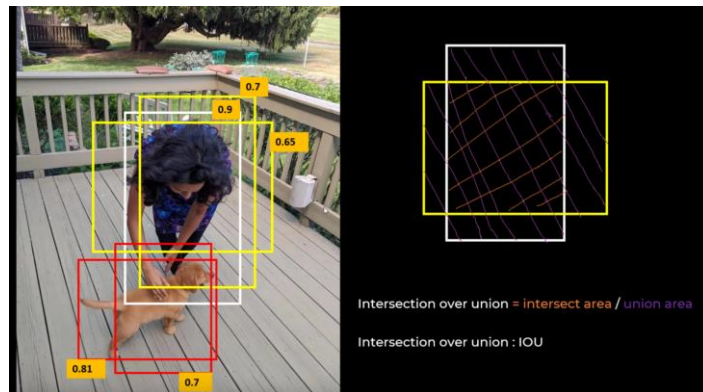 0.7
0.9
0.65
0.81
0.7
Intersection over union = intersect area / union area
Intersection over union : IOU